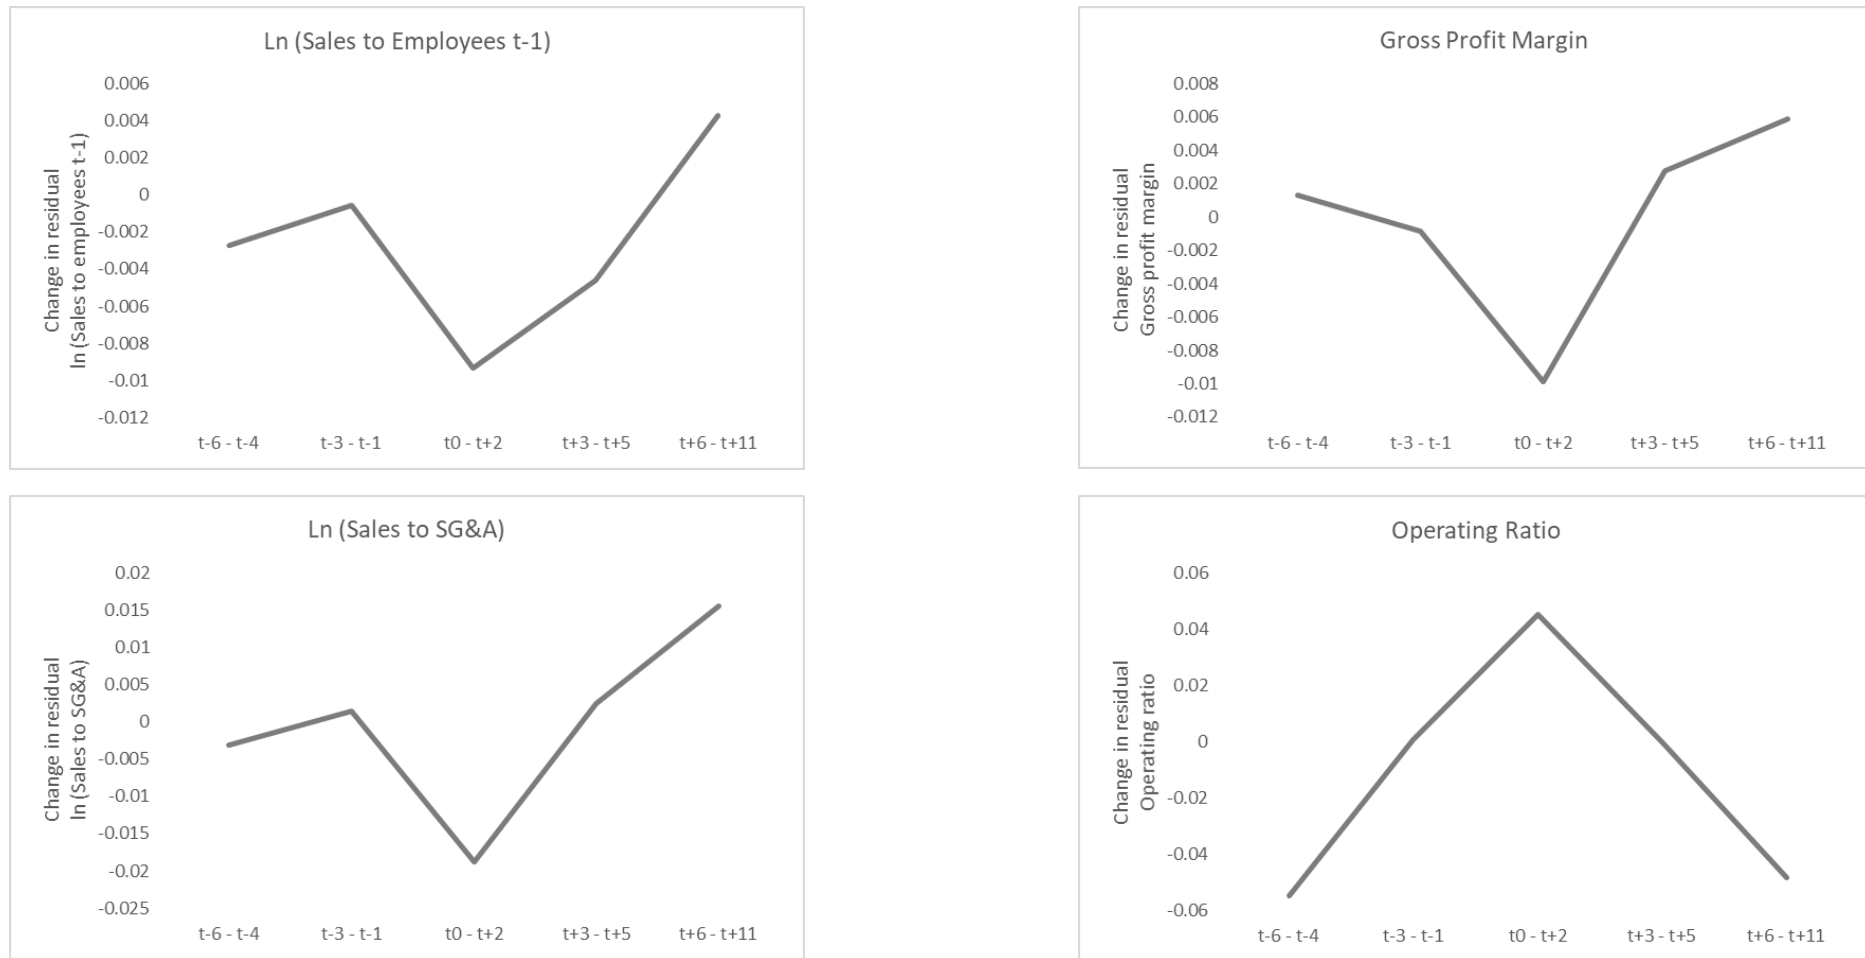 Ln (Sales to Employees t-1)
Change in residual
ln (Sales to employees t-1)
0.006
0.004
0.002
0
-0.002
-0.004
-0.006
-0.008
-0.01
-0.012
t-6 - t-4 t-3 - t-1 t0 - t+2 t+3 - t+5 t+6 - t+11
Gross Profit Margin
Change in residual
Gross profit margin
0.008
0.006
0.004
0.002
0
-0.002
-0.004
-0.006
-0.008
-0.01
-0.012
t-6 - t-4 t-3 - t-1 t0 - t+2 t+3 - t+5 t+6 - t+11
Ln (Sales to SG&A)
Change in residual
ln (Sales to SG&A)
0.02
0.015
0.01
0.005
0
-0.005
-0.01
-0.015
-0.02
-0.025
t-6 - t-4 t-3 - t-1 t0 - t+2 t+3 - t+5 t+6 - t+11
Operating Ratio
Change in residual
Operating ratio
0.06
0.04
0.02
0
-0.02
-0.04
-0.06
t-6 - t-4 t-3 - t-1 t0 - t+2 t+3 - t+5 t+6 - t+11